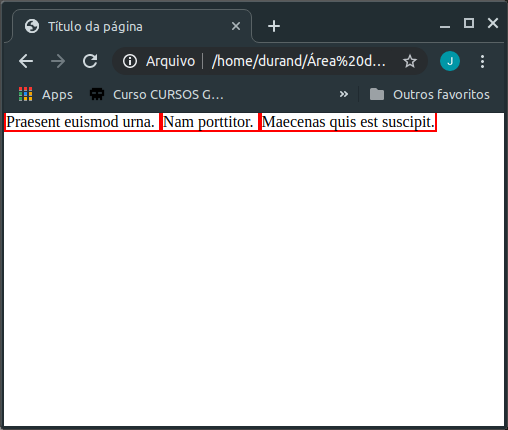 Título da página
Arquivo | /home/durand/Área%20d...
J
Apps Curso CURSOS G... » Outros favoritos
Praesent euismod urna. Nam porttitor. Maecenas quis est suscipit.